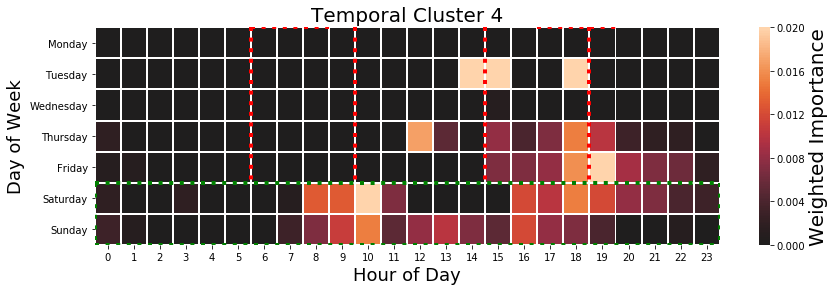 Temporal Cluster 4
Day of Week
Monday
Tuesday
Wednesday
Thursday
Friday
Saturday
Sunday
0 1 2 3 4 5 6 7 8 9 10 11 12 13 14 15 16 17 18 19 20 21 22 23
Hour of Day
0.020
0.016
0.012
0.008
0.004
0.000
Weighted Importance